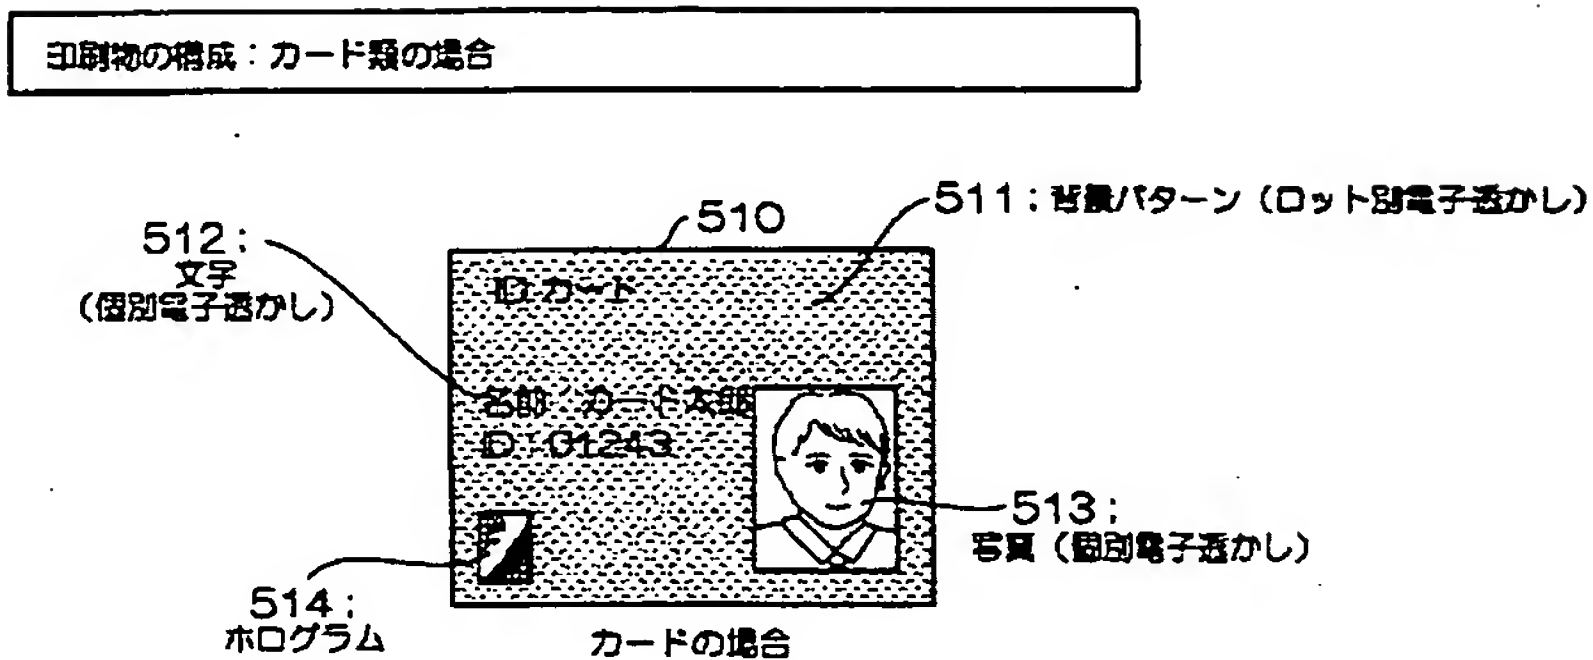 印刷物の構成：カード類の場合
510
511：背景パターン（ロット別電子透かし）
512：
文字
（個別電子透かし）
IDカード
名前　カード太郎
ID　01243
513：
写真（個別電子透かし）
514：
ホログラム
カードの場合